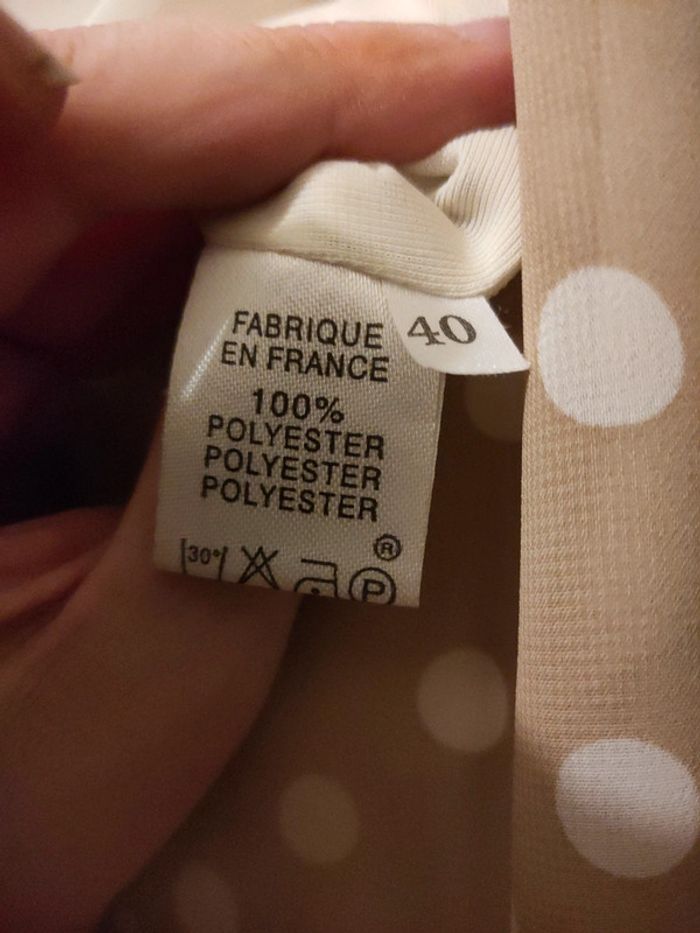 FABRIQUE
EN FRANCE
40
100%
POLYESTER
POLYESTER
POLYESTER
®
30° P